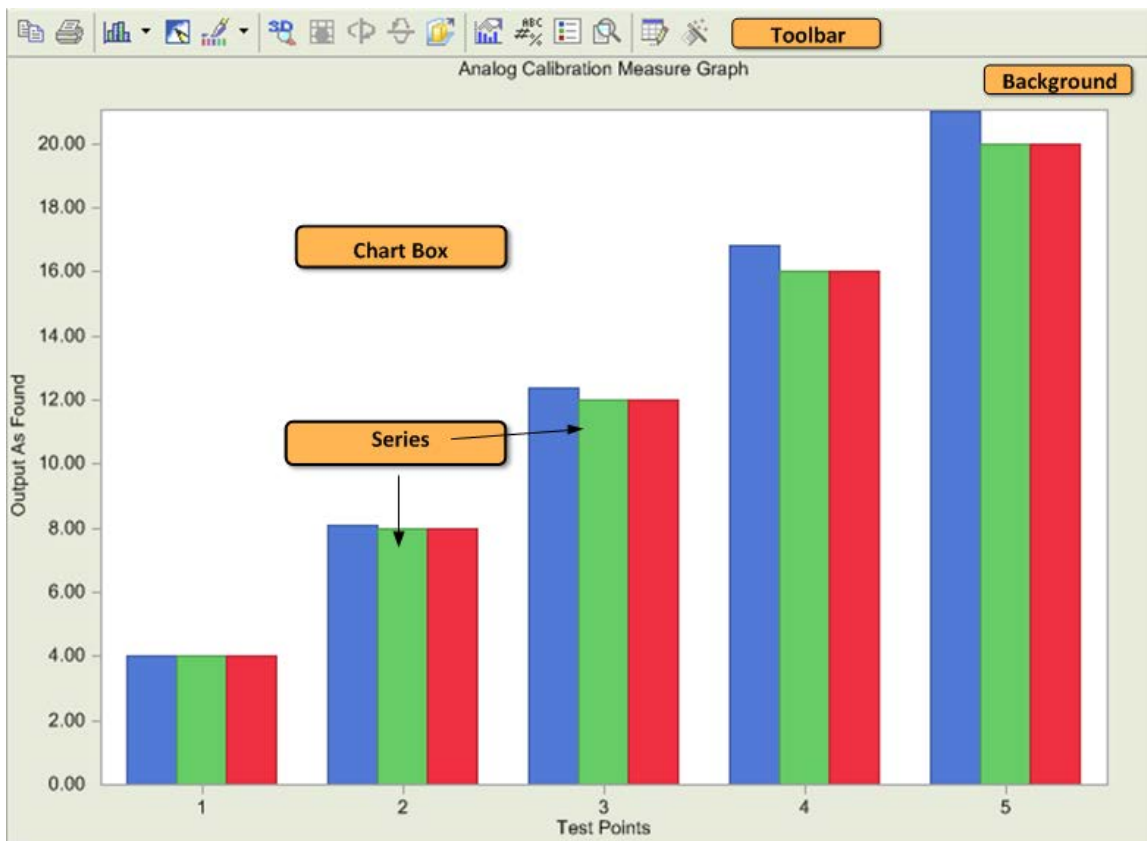 3D
ABC
#%
Toolbar
Analog Calibration Measure Graph
Background
20.00
18.00
16.00
14.00
12.00
10.00
8.00
6.00
4.00
2.00
0.00
Output As Found
Chart Box
Series
1 2 3 4 5
Test Points